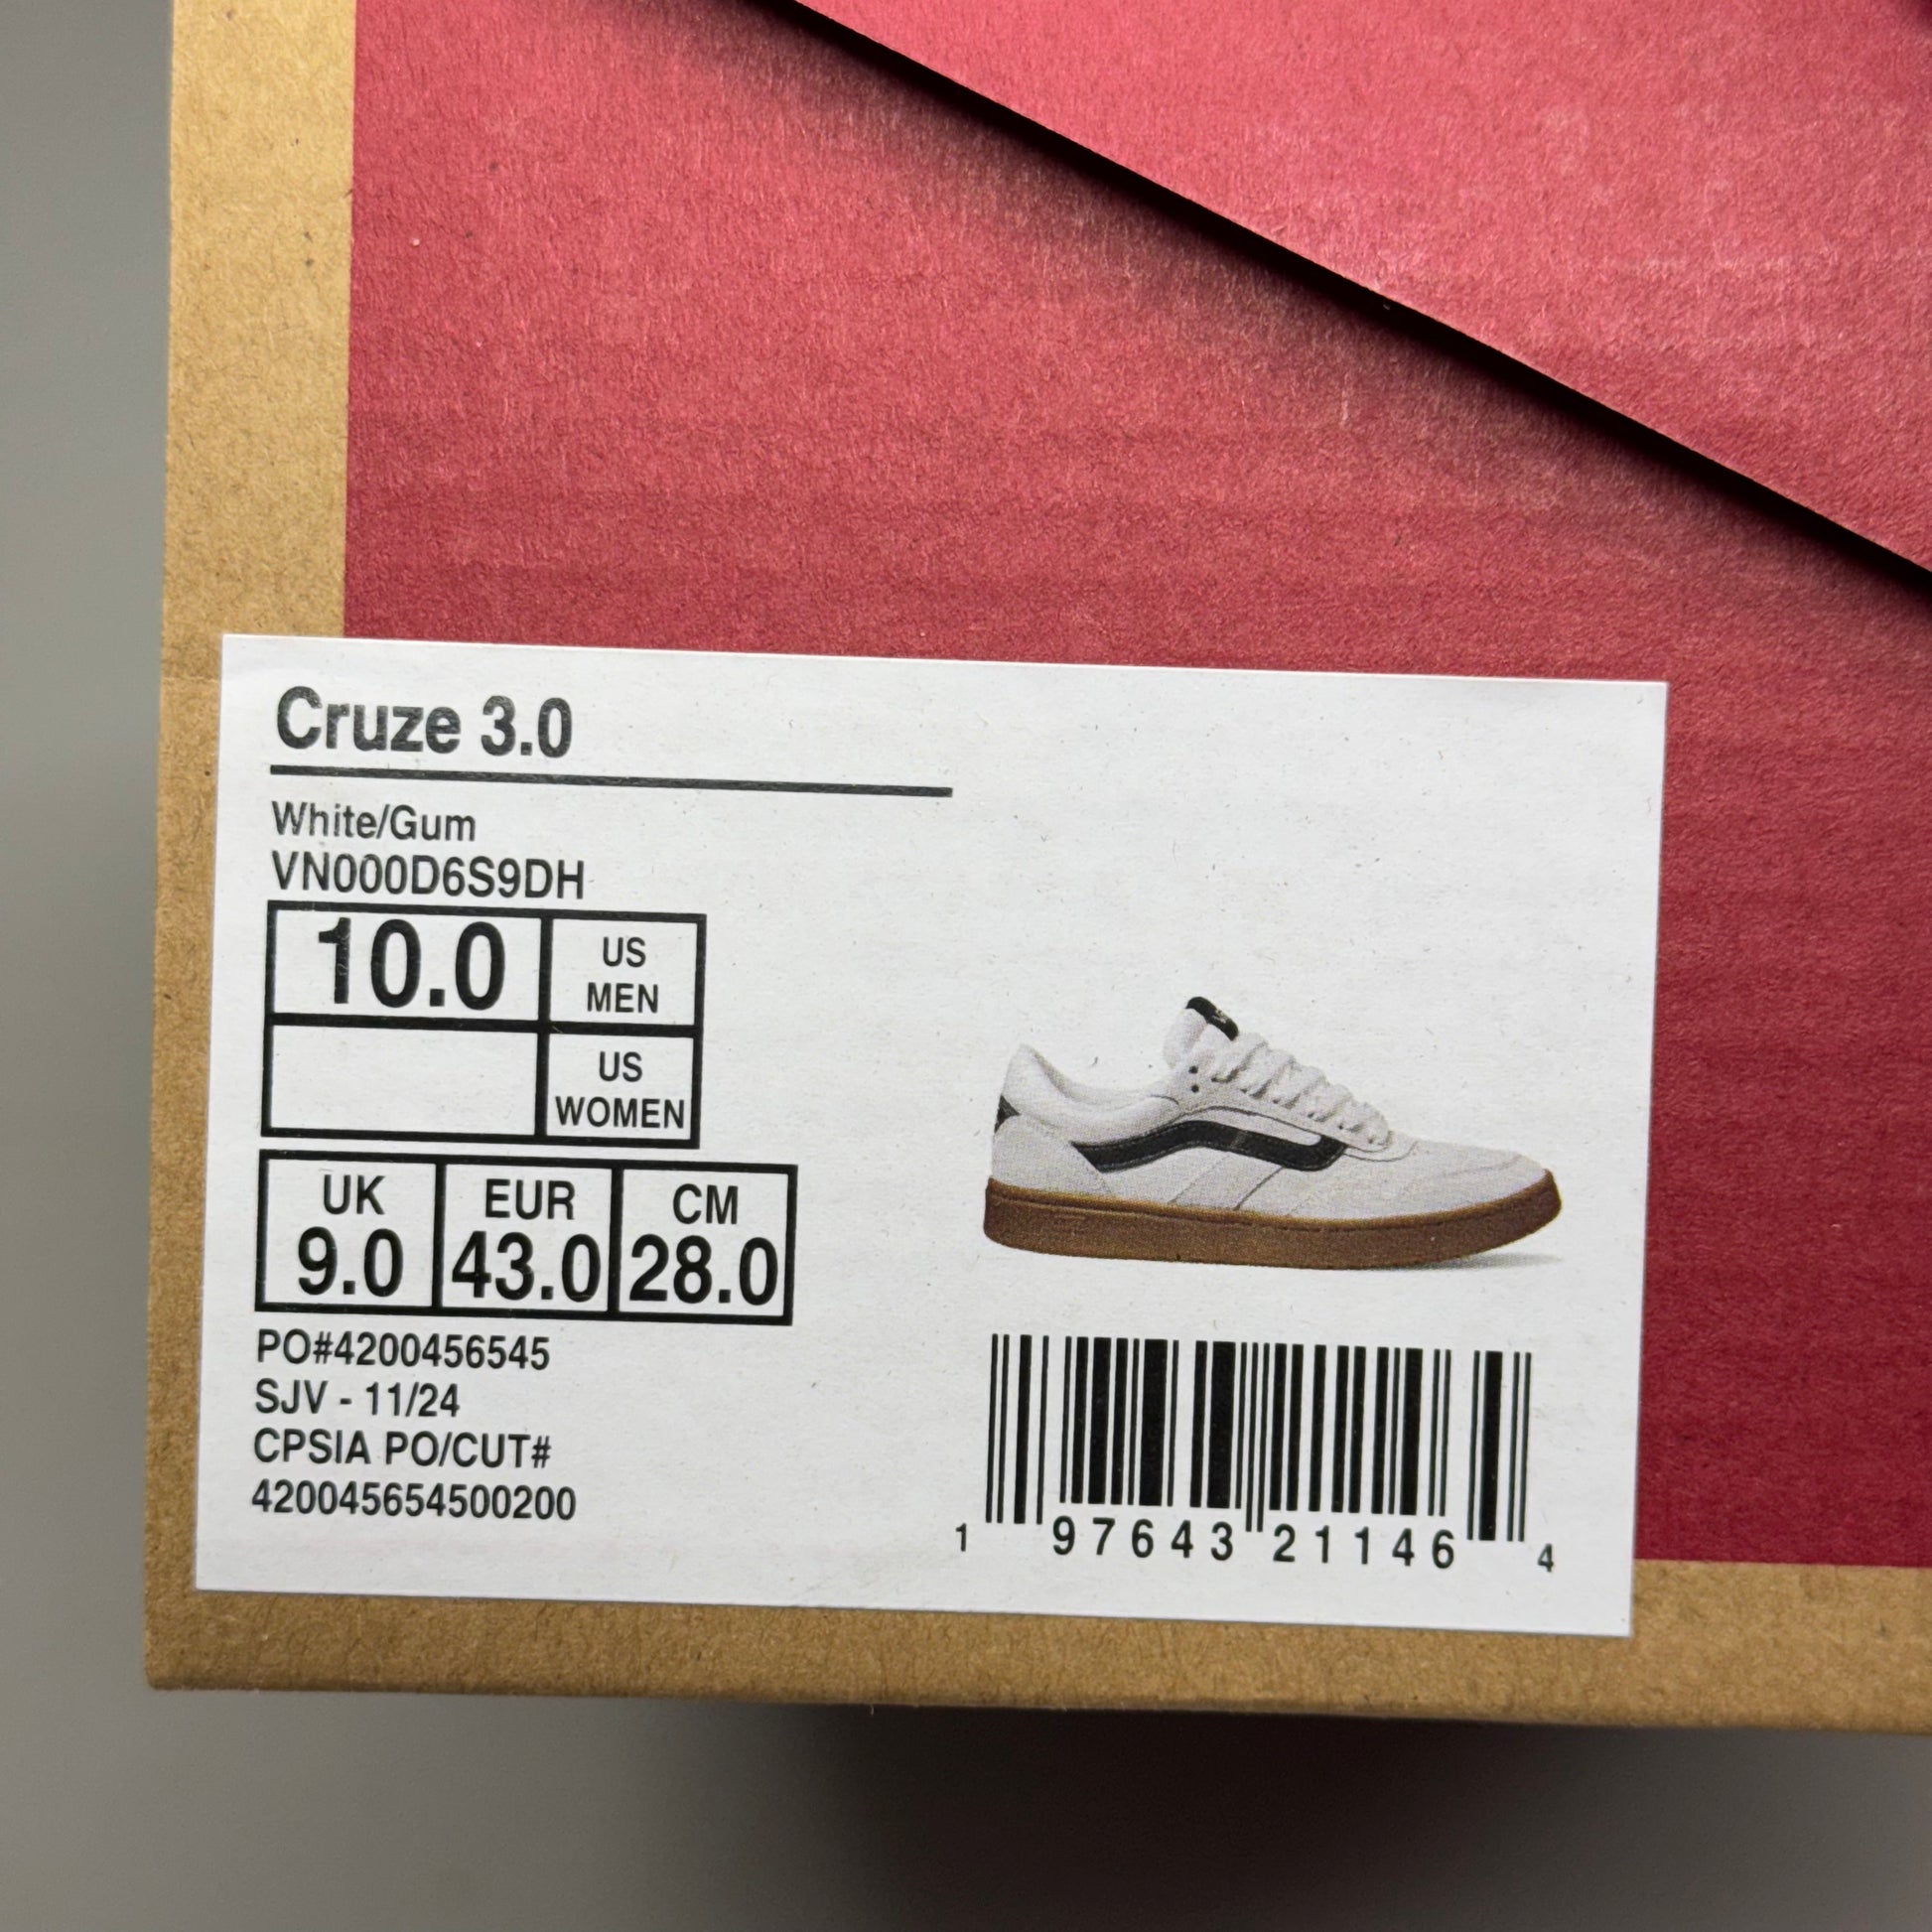 Cruze 3.0
White/Gum
VN000D6S9DH
10.0 US MEN
US WOMEN
UK EUR CM
9.0 43.0 28.0
PO#4200456545
SJV - 11/24
CPSIA PO/CUT#
420045654500200
1 97643 21146 4